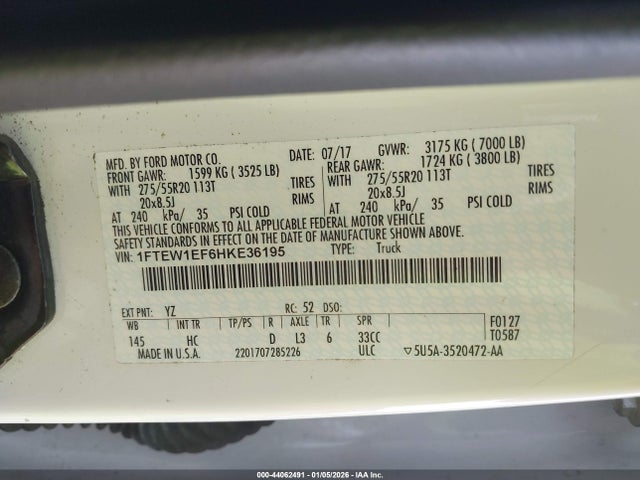 MFD. BY FORD MOTOR CO. DATE: 07/17 GVWR: 3175 KG ( 7000 LB)
FRONT GAWR: 1599 KG ( 3525 LB) REAR GAWR: 1724 KG ( 3800 LB)
WITH 275/55R20 113T TIRES WITH 275/55R20 113T TIRES
20x8.5J RIMS 20x8.5J RIMS
AT 240 kPa/ 35 PSI COLD AT 240 kPa/ 35 PSI COLD
THIS VEHICLE CONFORMS TO ALL APPLICABLE FEDERAL MOTOR VEHICLE
SAFETY STANDARDS IN EFFECT ON THE DATE OF MANUFACTURE SHOWN ABOVE.
VIN: 1FTEW1EF6HKE36195 TYPE: Truck
EXT PNT: YZ RC: 52 DSO:
WB INT TR TP/PS R AXLE TR SPR F0127
145 HC D L3 6 33CC T0587
MADE IN U.S.A. 2201707285226 ULC ▽5U5A-3520472-AA
000-44062491 - 01/05/2026 - IAA Inc.